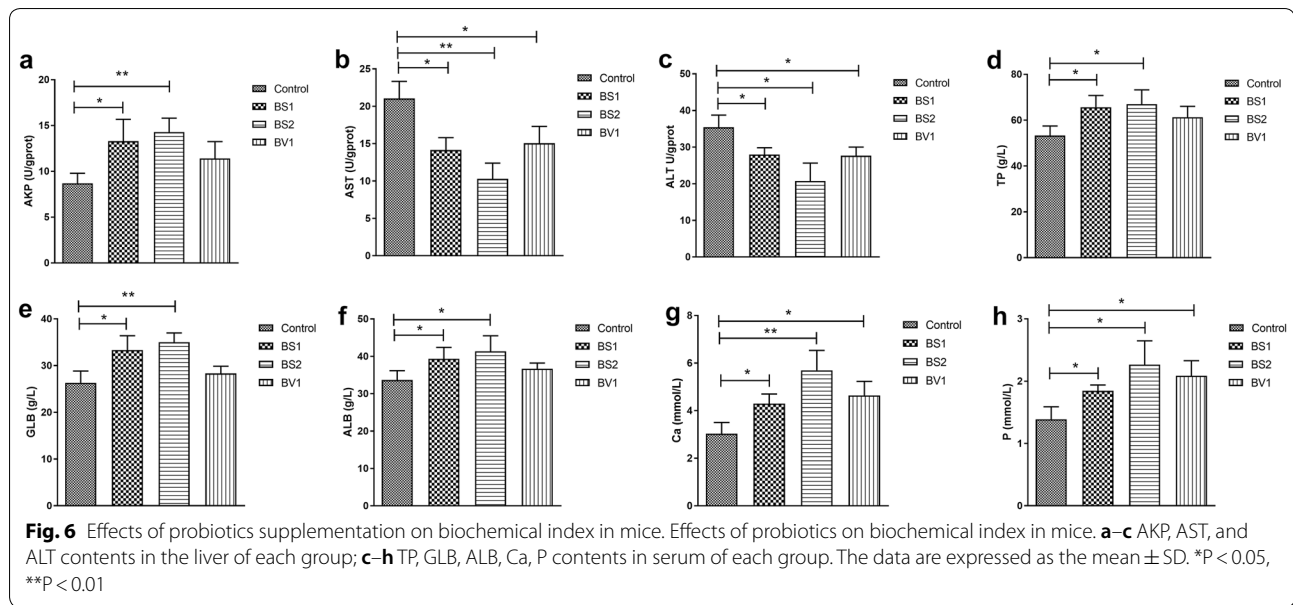 a
AKP (U/gprot)
20
15
10
5
0
*
**
Control
BS1
BS2
BV1
b
AST (U/gprot)
25
20
15
10
5
0
*
**
*
Control
BS1
BS2
BV1
c
ALT U/gprot)
50
40
30
20
10
0
*
*
*
Control
BS1
BS2
BV1
d
TP (g/L)
80
60
40
20
0
*
*
Control
BS1
BS2
BV1
e
GLB (g/L)
40
30
20
10
0
**
*
Control
BS1
BS2
BV1
f
ALB (g/L)
50
40
30
20
10
0
*
*
Control
BS1
BS2
BV1
g
Ca (mmol/L)
8
6
4
2
0
*
**
*
Control
BS1
BS2
BV1
h
P (mmol/L)
3
2
1
0
*
*
*
Control
BS1
BS2
BV1
Fig. 6 Effects of probiotics supplementation on biochemical index in mice. Effects of probiotics on biochemical index in mice. a–c AKP, AST, and
ALT contents in the liver of each group; c–h TP, GLB, ALB, Ca, P contents in serum of each group. The data are expressed as the mean ± SD. *P < 0.05,
**P < 0.01